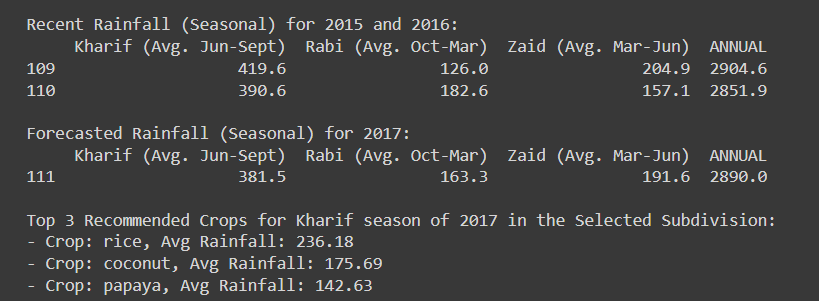 Recent Rainfall (Seasonal) for 2015 and 2016:
Kharif (Avg. Jun-Sept) Rabi (Avg. Oct-Mar) Zaid (Avg. Mar-Jun) ANNUAL
109 419.6 126.0 204.9 2904.6
110 390.6 182.6 157.1 2851.9
Forecasted Rainfall (Seasonal) for 2017:
Kharif (Avg. Jun-Sept) Rabi (Avg. Oct-Mar) Zaid (Avg. Mar-Jun) ANNUAL
111 381.5 163.3 191.6 2890.0
Top 3 Recommended Crops for Kharif season of 2017 in the Selected Subdivision:
- Crop: rice, Avg Rainfall: 236.18
- Crop: coconut, Avg Rainfall: 175.69
- Crop: papaya, Avg Rainfall: 142.63